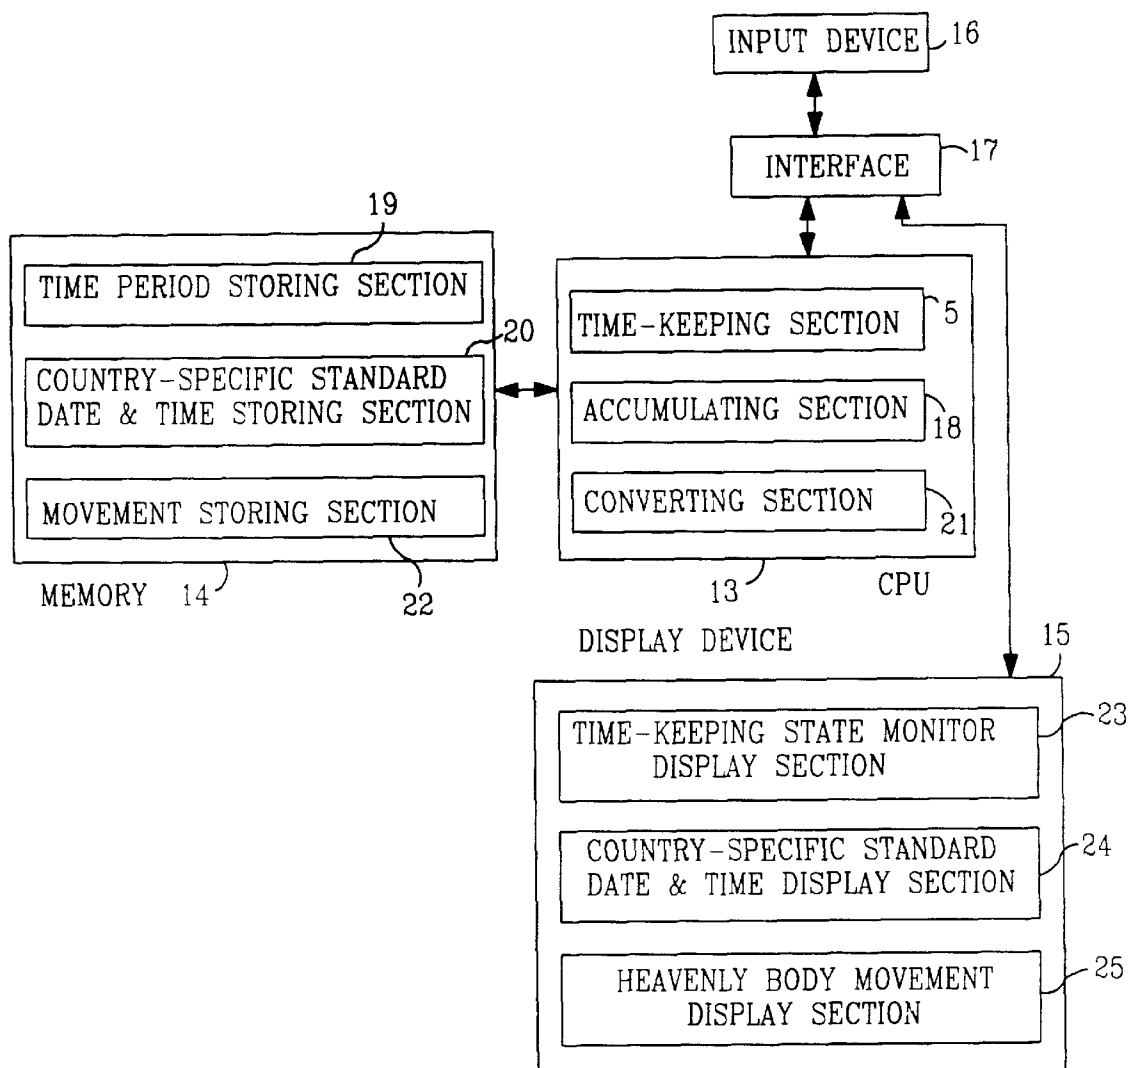 INPUT DEVICE
16
INTERFACE
17
19
TIME PERIOD STORING SECTION
20
COUNTRY-SPECIFIC STANDARD
DATE & TIME STORING SECTION
MOVEMENT STORING SECTION
22
MEMORY 14
TIME-KEEPING SECTION
5
ACCUMULATING SECTION
18
CONVERTING SECTION
21
13
CPU
DISPLAY DEVICE
15
TIME-KEEPING STATE MONITOR
DISPLAY SECTION
23
COUNTRY-SPECIFIC STANDARD
DATE & TIME DISPLAY SECTION
24
HEAVENLY BODY MOVEMENT
DISPLAY SECTION
25